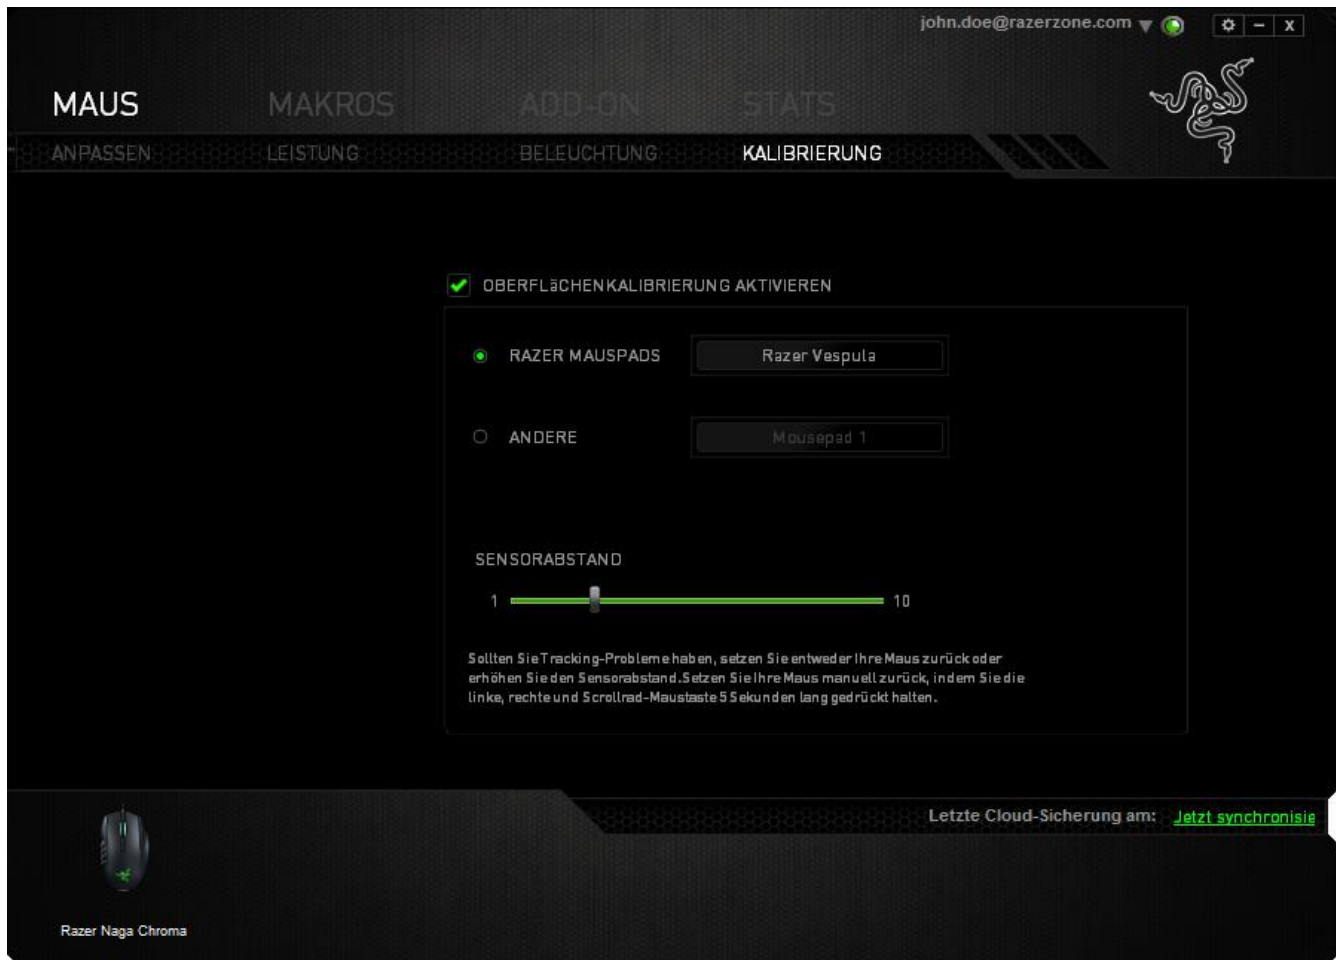 john.doe@razerzone.com
MAUS MAKROS ADD-ON STATS
ANPASSEN LEISTUNG BELEUCHTUNG KALIBRIERUNG
OBERFLäCHENKALIBRIERUNG AKTIVIEREN
RAZER MAUSPADS Razer Vespula
ANDERE Mousepad 1
SENSORABSTAND
1 10
Sollten Sie Tracking-Probleme haben, setzen Sie entweder Ihre Maus zurück oder
erhöhen Sie den Sensorabstand.Setzen Sie Ihre Maus manuell zurück, indem Sie die
linke, rechte und Scrollrad-Maustaste 5 Sekunden lang gedrückt halten.
Letzte Cloud-Sicherung am: Jetzt synchronisie
Razer Naga Chroma